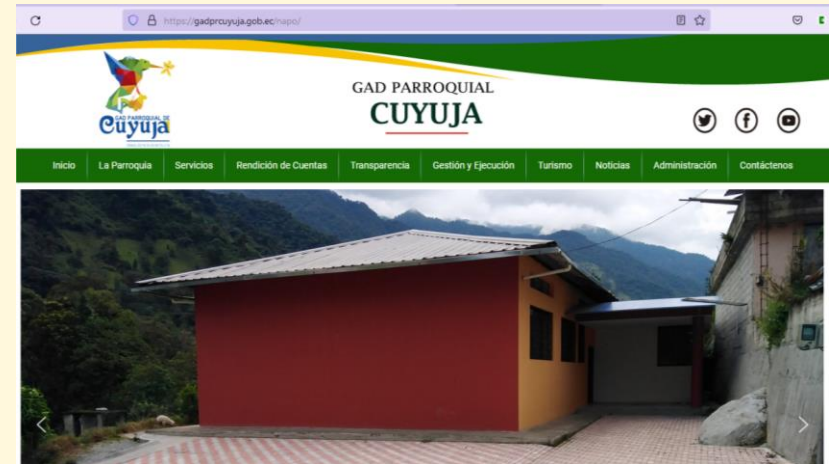 https://gadprcuyuja.gob.ec/napo/
GAD PARROQUIAL DE
Cuyuja
GAD PARROQUIAL
CUYUJA
Inicio La Parroquia Servicios Rendición de Cuentas Transparencia Gestión y Ejecución Turismo Noticias Administración Contáctenos